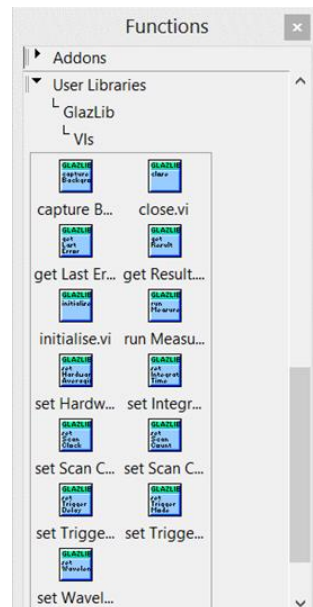 Functions
Addons
User Libraries
GlazLib
VIs
GLAZLIB GLAZLIB
capture close
Backgro
capture B... close.vi
GLAZLIB GLAZLIB
get get
Last Result
Error
get Last Er... get Result....
GLAZLIB GLAZLIB
initialise run
Measure
initialise.vi run Measu...
GLAZLIB GLAZLIB
set set
Hardwar Integrat
Averagi Time
set Hardw... set Integr...
GLAZLIB GLAZLIB
set set
Scan Scan
Clock Count
set Scan C... set Scan C...
GLAZLIB GLAZLIB
set set
Trigger Trigger
Delay Mode
set Trigge... set Trigge...
GLAZLIB
set
Wavelen
set Wavel...